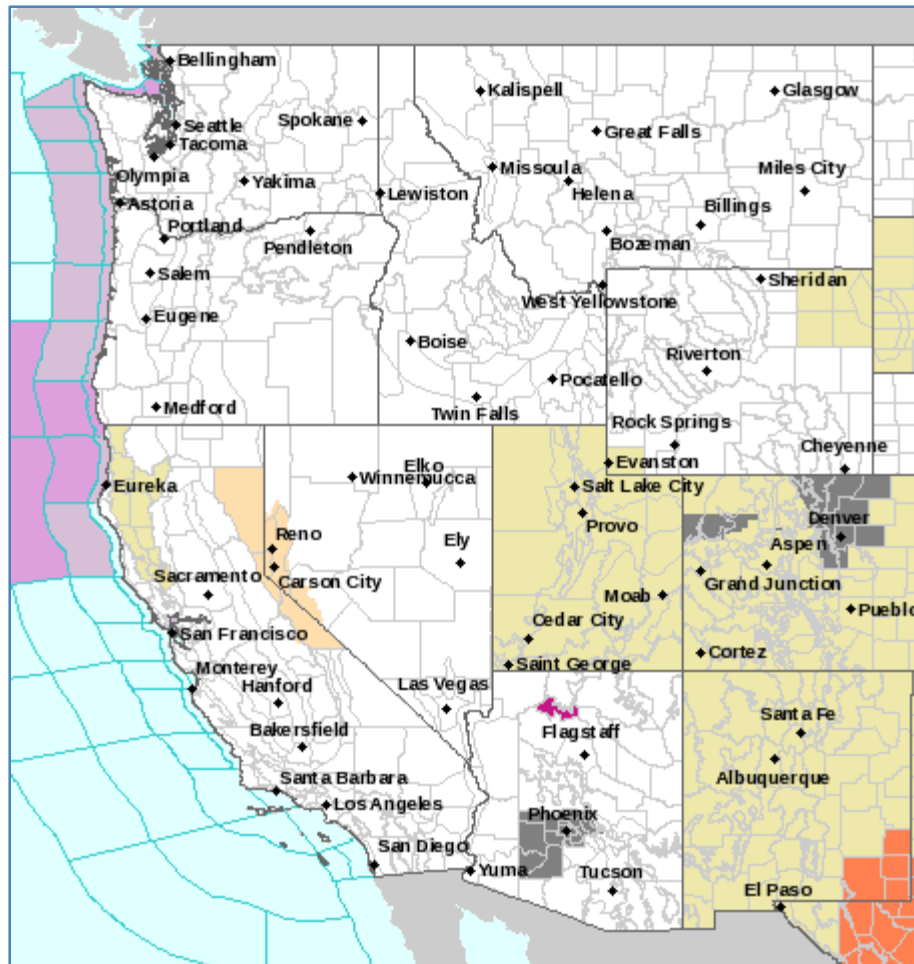 Bellingham
Kalispell
Glasgow
Seattle
Spokane
Great Falls
Tacoma
Olympia
Missoula
Miles City
Yakima
Lewiston
Helena
Astoria
Billings
Portland
Pendleton
Bozeman
Salem
Sheridan
West Yellowstone
Eugene
Boise
Riverton
Pocatello
Medford
Twin Falls
Rock Springs
Cheyenne
Elko
Evanston
Winnemucca
Eureka
Salt Lake City
Provo
Denver
Reno
Ely
Aspen
Sacramento
Carson City
Grand Junction
Moab
Pueblo
Cedar City
San Francisco
Cortez
Saint George
Monterey
Las Vegas
Hanford
Santa Fe
Bakersfield
Flagstaff
Albuquerque
Santa Barbara
Los Angeles
Phoenix
San Diego
Yuma
Tucson
El Paso